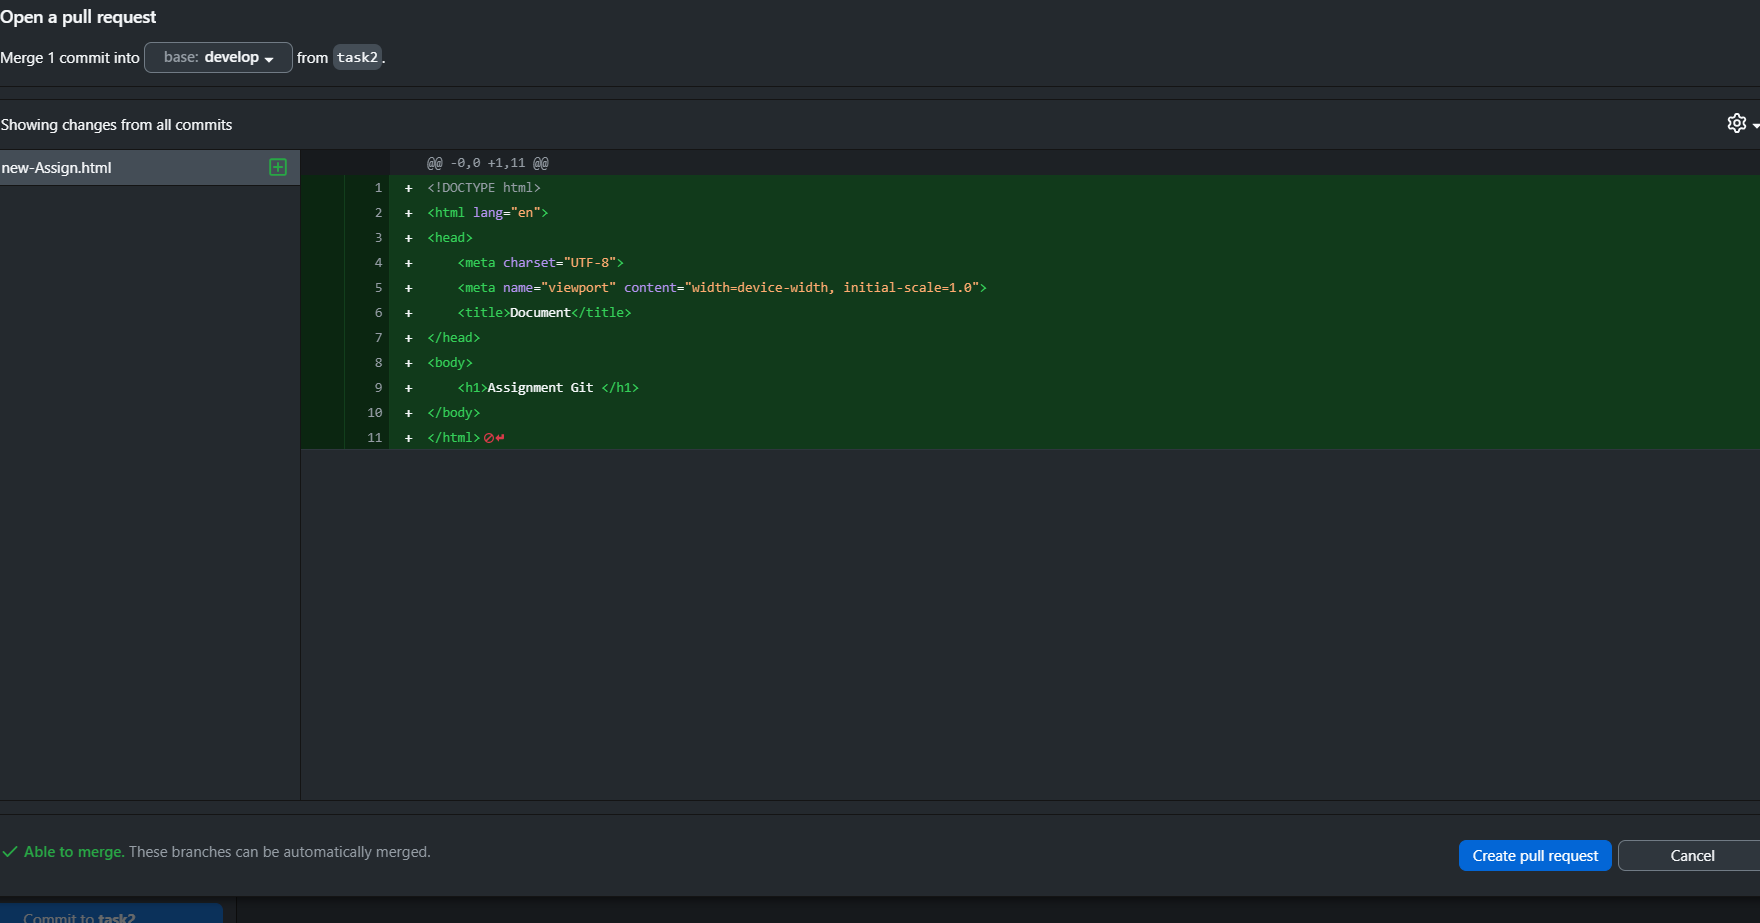 Open a pull request
Merge 1 commit into base: develop from task2.
Showing changes from all commits
new-Assign.html
@@ -0,0 +1,11 @@
1 + <!DOCTYPE html>
2 + <html lang="en">
3 + <head>
4 +     <meta charset="UTF-8">
5 +     <meta name="viewport" content="width=device-width, initial-scale=1.0">
6 +     <title>Document</title>
7 + </head>
8 + <body>
9 +     <h1>Assignment Git </h1>
10 + </body>
11 + </html>
Able to merge. These branches can be automatically merged.
Create pull request
Cancel
Commit to task2